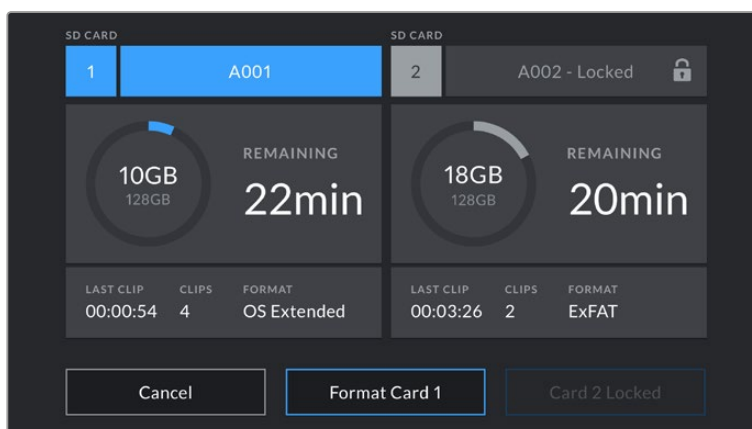 SD CARD
1 A001
10GB
128GB
REMAINING
22min
LAST CLIP CLIPS FORMAT
00:00:54 4 OS Extended
SD CARD
2 A002 - Locked
18GB
128GB
REMAINING
20min
LAST CLIP CLIPS FORMAT
00:03:26 2 ExFAT
Cancel
Format Card 1
Card 2 Locked